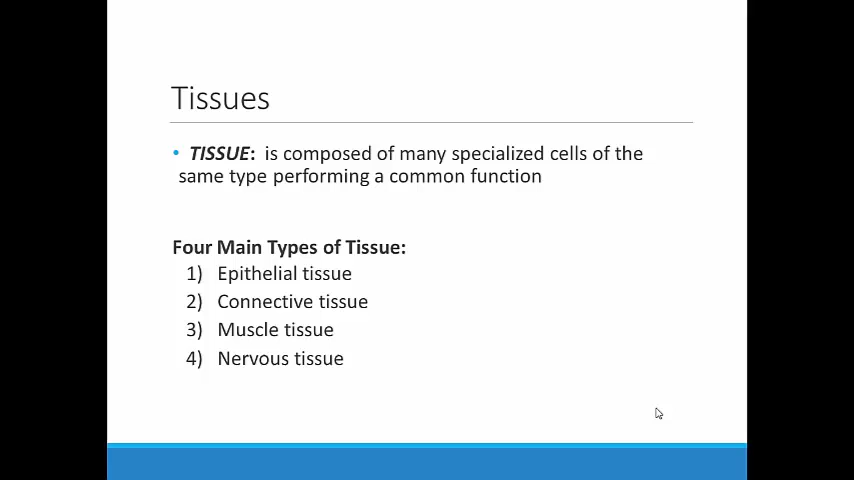 Tissues
• TISSUE: is composed of many specialized cells of the
same type performing a common function
Four Main Types of Tissue:
1) Epithelial tissue
2) Connective tissue
3) Muscle tissue
4) Nervous tissue